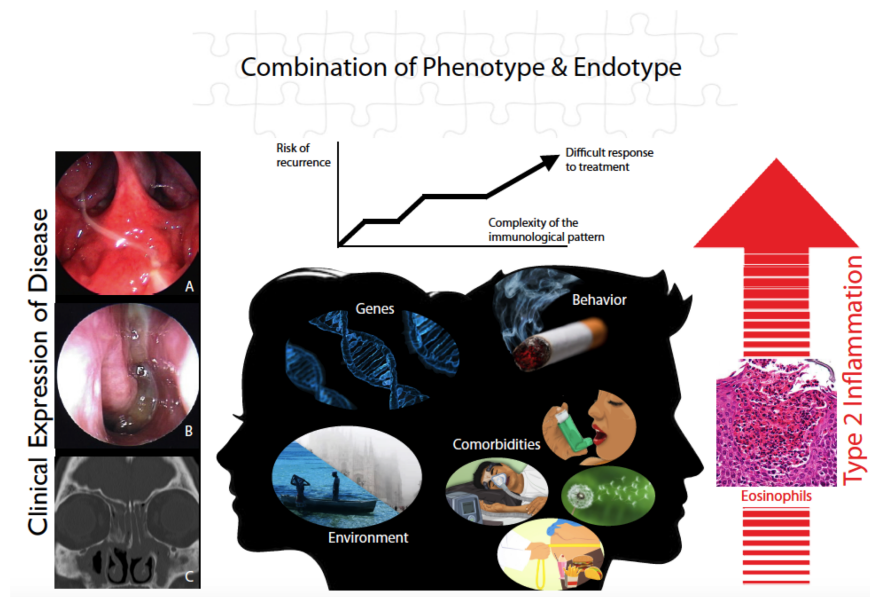 Combination of Phenotype & Endotype
Risk of
recurrence
Difficult response
to treatment
Complexity of the
immunological pattern
Clinical Expression of Disease
A
B
C
Genes
Behavior
Comorbidities
Environment
Type 2 Inflammation
Eosinophils